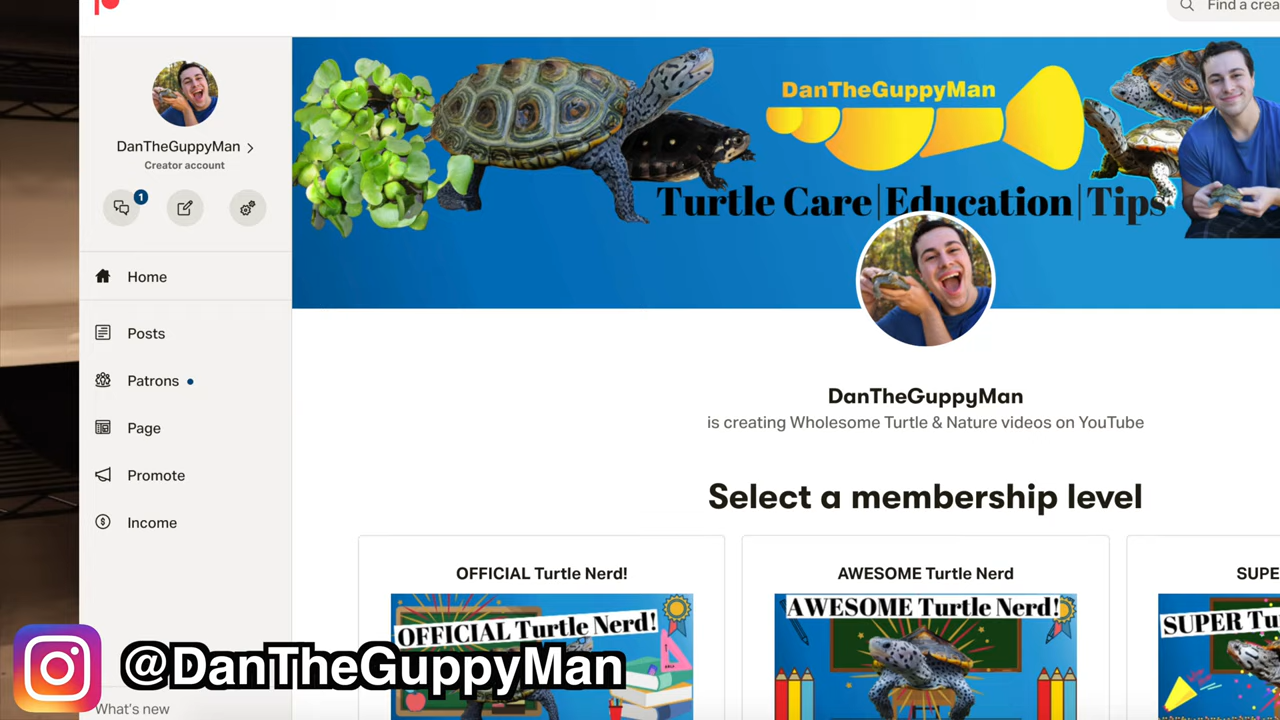 Find a crea
DanTheGuppyMan
Creator account
1
Home
Posts
Patrons
Page
Promote
Income
What's new
DanTheGuppyMan
Turtle Care|Education|Tips
DanTheGuppyMan
is creating Wholesome Turtle & Nature videos on YouTube
Select a membership level
OFFICIAL Turtle Nerd!
OFFICIAL Turtle Nerd!
AWESOME Turtle Nerd
AWESOME Turtle Nerd!
SUPE
SUPER Tu
@DanTheGuppyMan